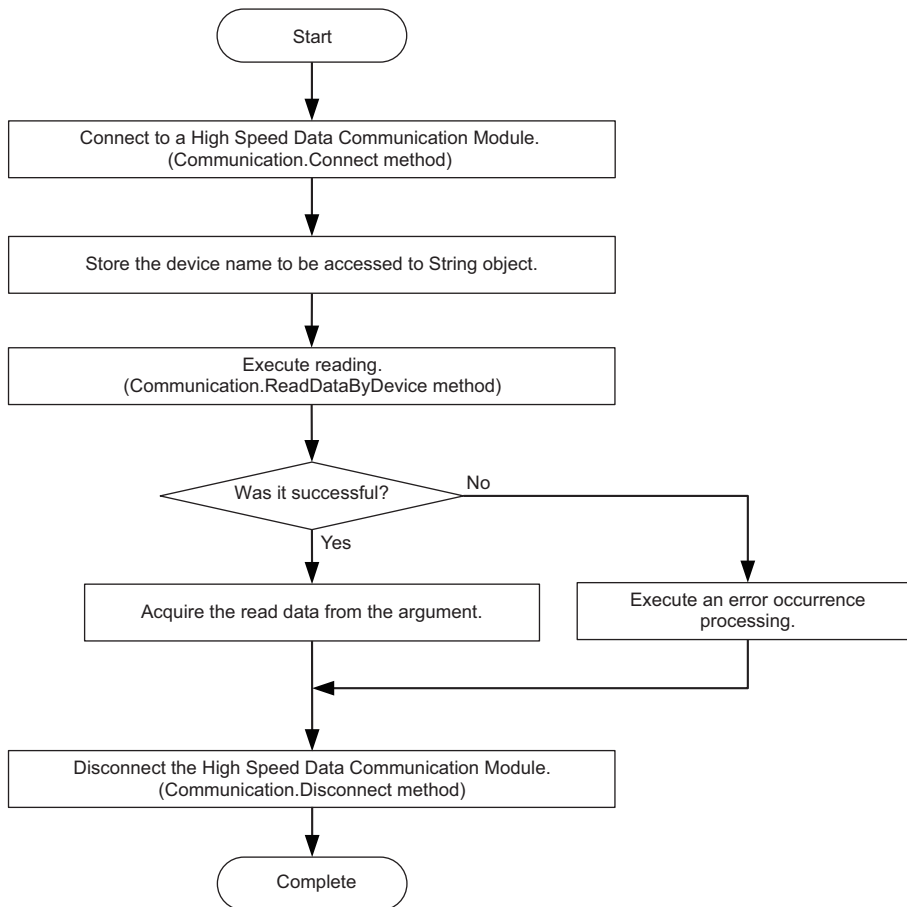 Start
Connect to a High Speed Data Communication Module.
(Communication.Connect method)
Store the device name to be accessed to String object.
Execute reading.
(Communication.ReadDataByDevice method)
Was it successful?
No
Yes
Acquire the read data from the argument.
Execute an error occurrence
processing.
Disconnect the High Speed Data Communication Module.
(Communication.Disconnect method)
Complete